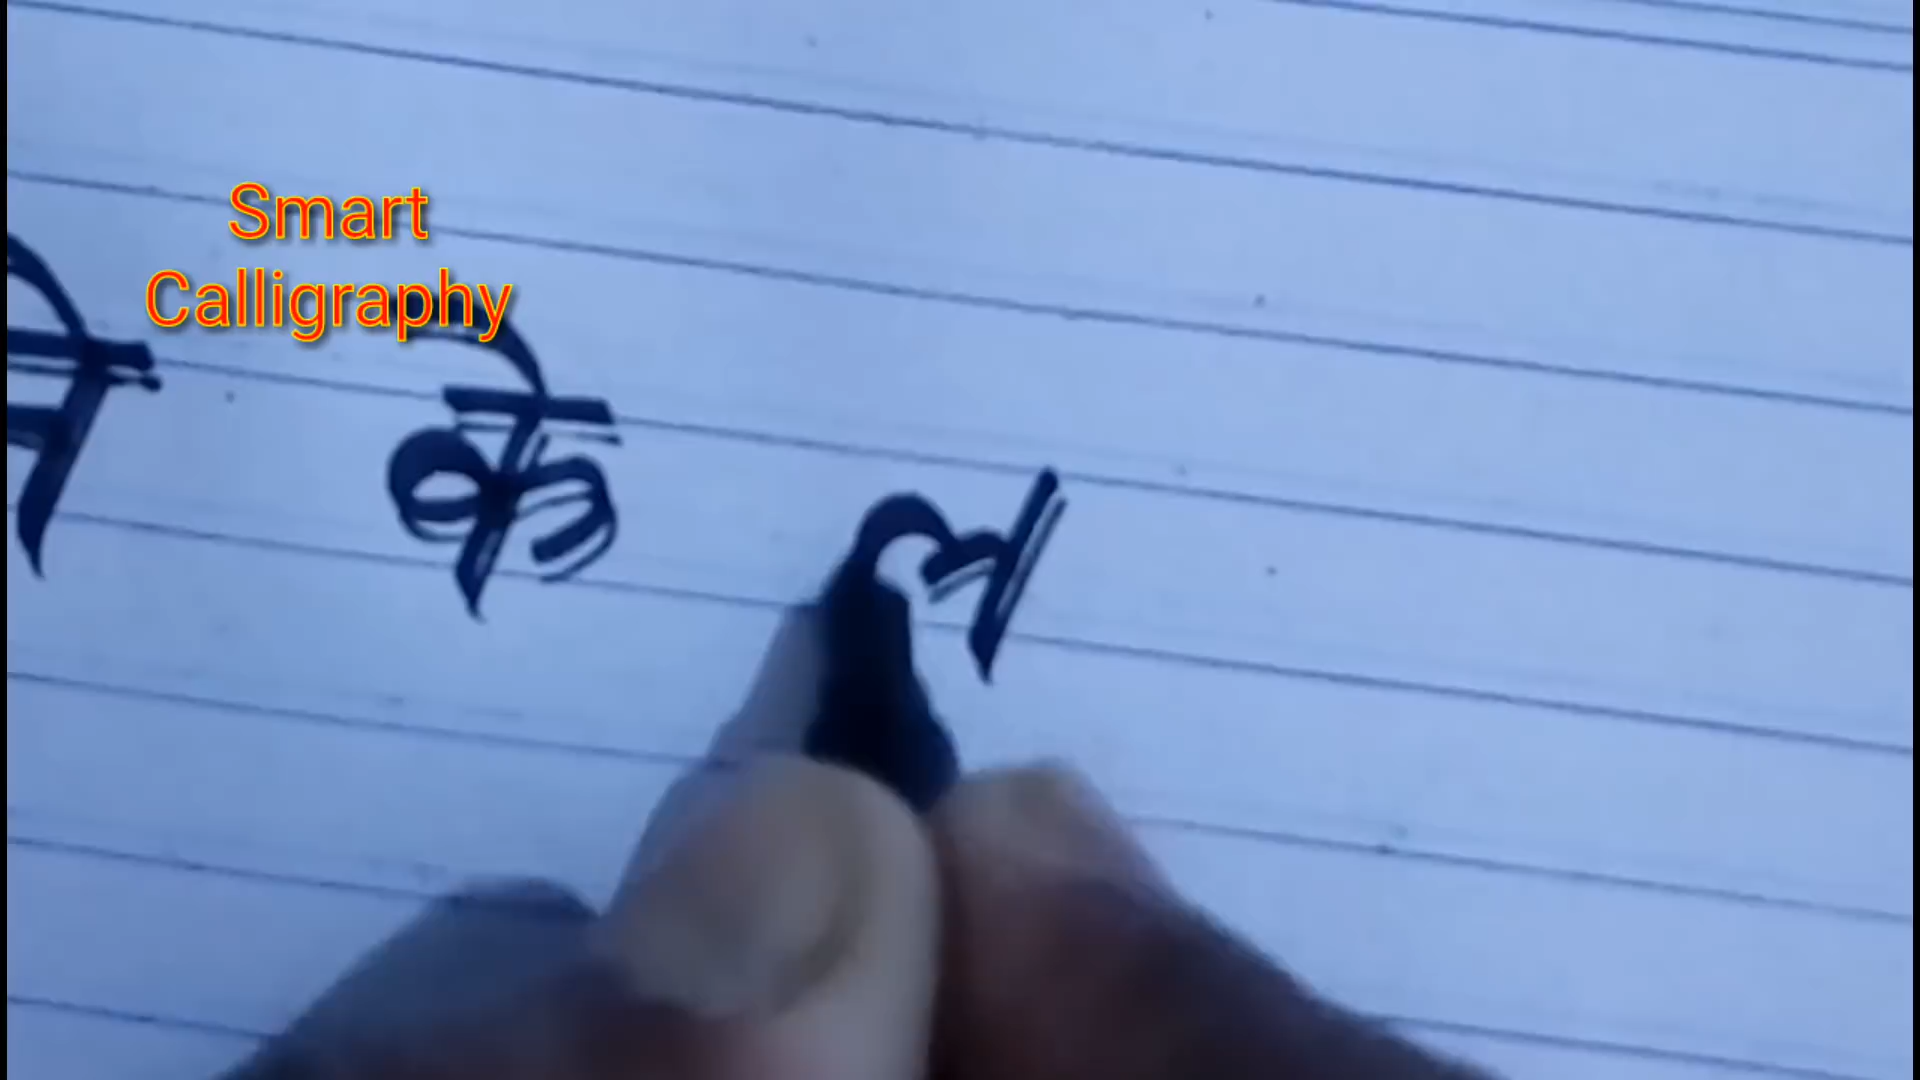 Smart
Calligraphy
के ल